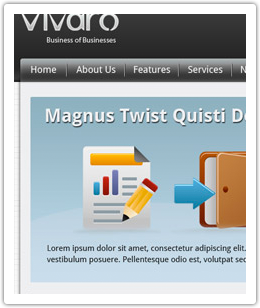 Vivaro
Business of Businesses
Home
About Us
Features
Services
N
Magnus Twist Quisti D
Lorem ipsum dolor sit amet, consectetur adipiscing elit.
vestibulum posuere. Pellentesque odio est, volutpat sec